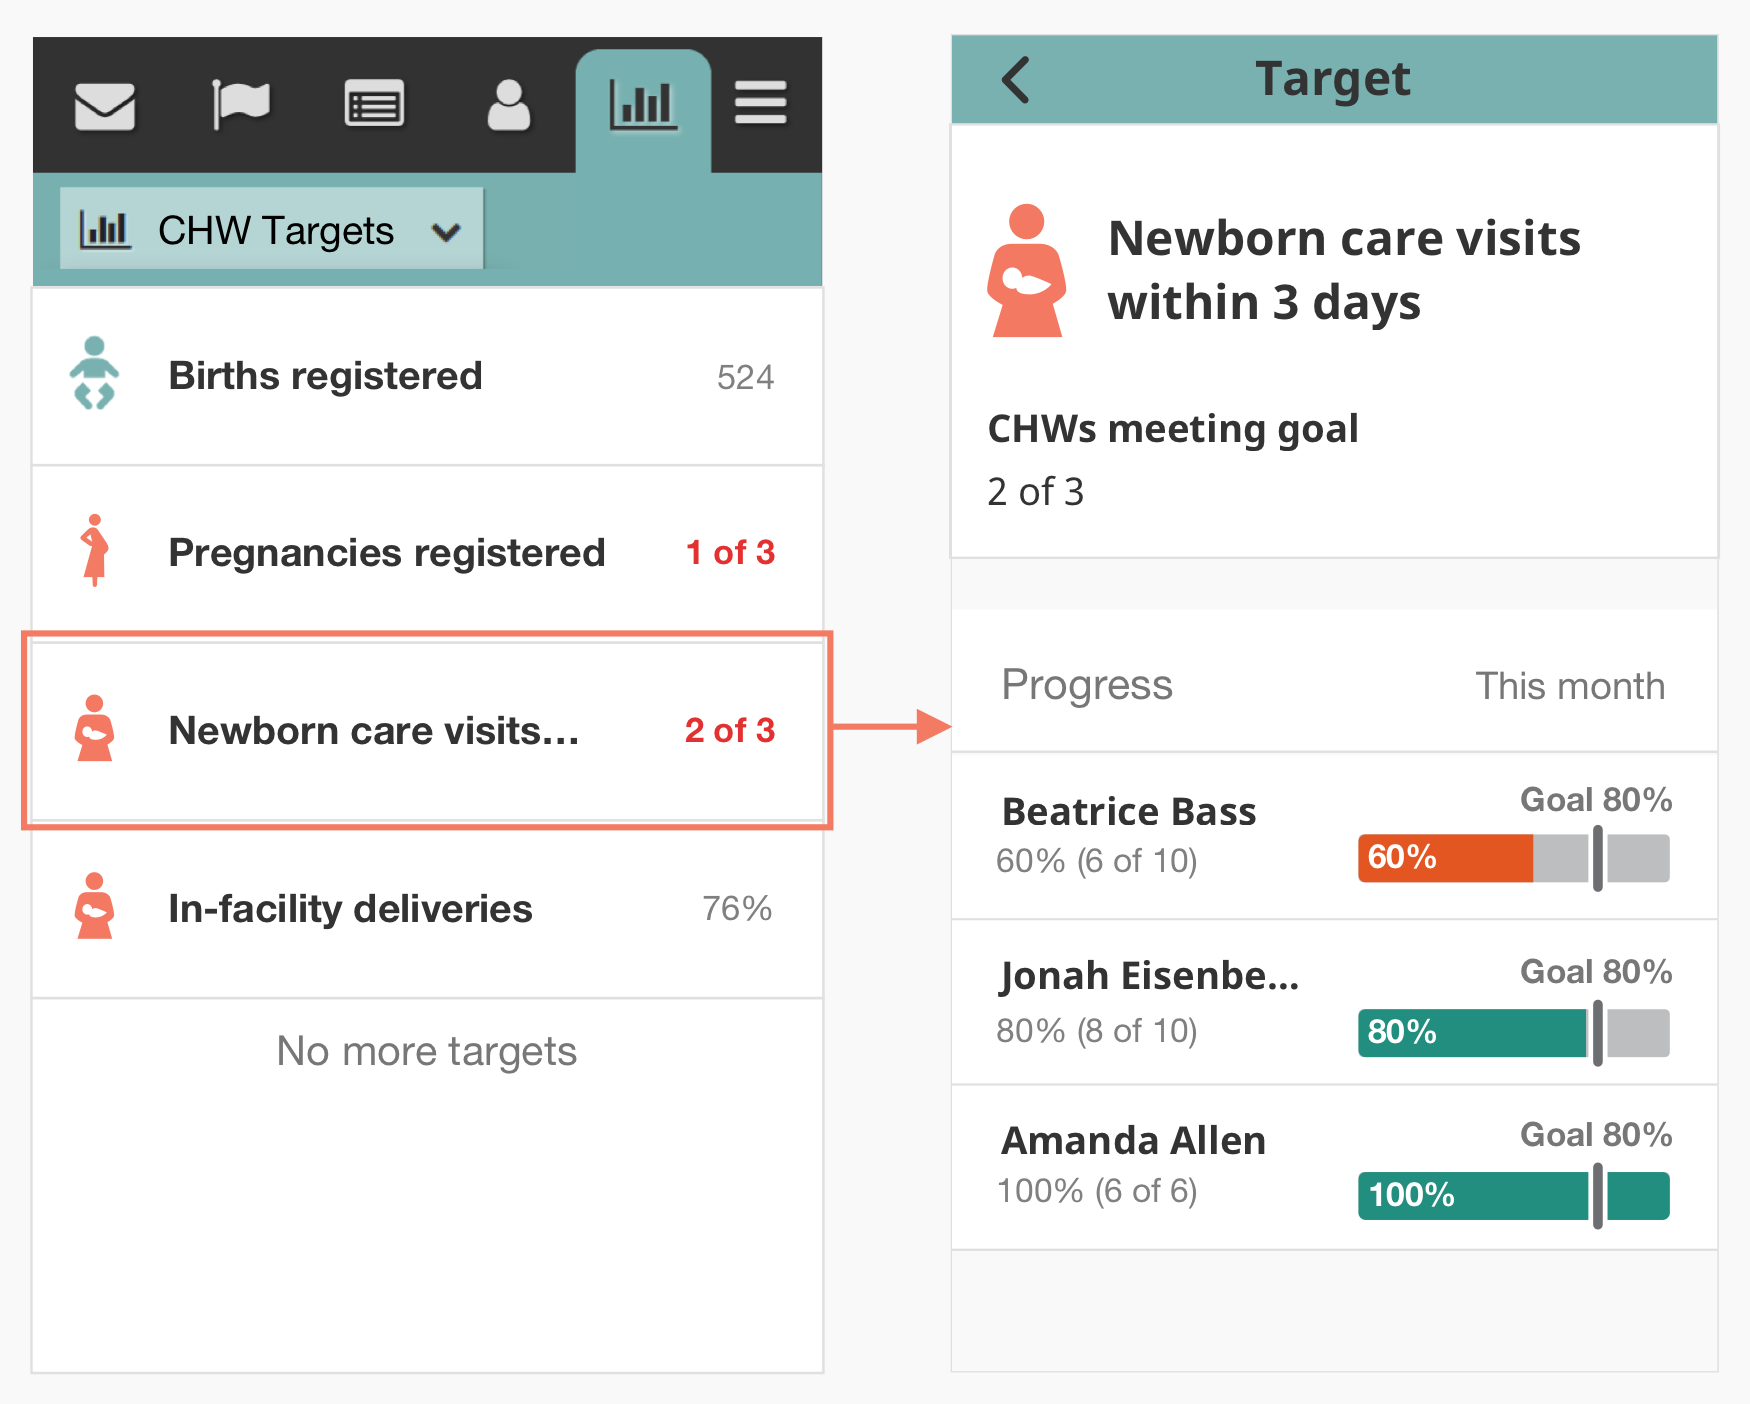 CHW Targets
Births registered 524
Pregnancies registered 1 of 3
Newborn care visits... 2 of 3
In-facility deliveries 76%
No more targets
Target
Newborn care visits
within 3 days
CHWs meeting goal
2 of 3
Progress This month
Beatrice Bass Goal 80%
60% (6 of 10) 60%
Jonah Eisenbe... Goal 80%
80% (8 of 10) 80%
Amanda Allen Goal 80%
100% (6 of 6) 100%